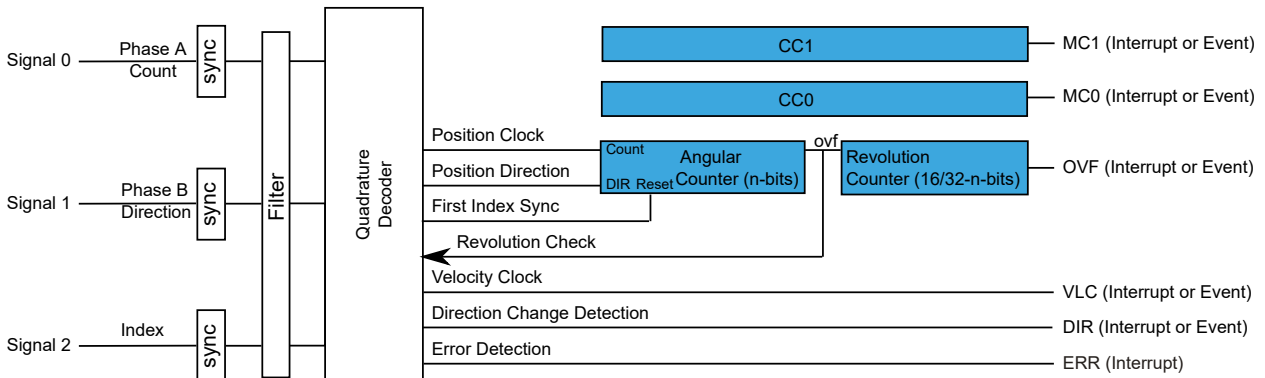 Signal 0
Phase A
Count
sync
Signal 1
Phase B
Direction
sync
Signal 2
Index
sync
Filter
Quadrature
Decoder
CC1
MC1 (Interrupt or Event)
CC0
MC0 (Interrupt or Event)
Position Clock
Position Direction
First Index Sync
Revolution Check
Velocity Clock
Direction Change Detection
Error Detection
Count
DIR Reset
Angular
Counter (n-bits)
ovf
Revolution
Counter (16/32-n-bits)
OVF (Interrupt or Event)
VLC (Interrupt or Event)
DIR (Interrupt or Event)
ERR (Interrupt)